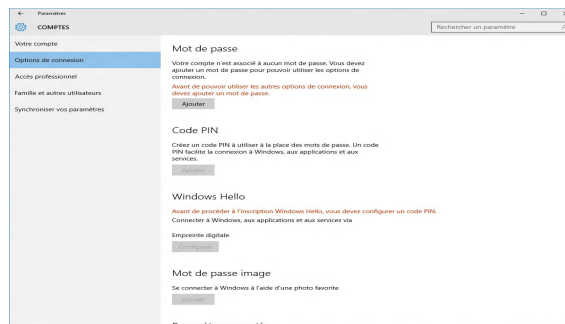 Paramètres
COMPTES
Rechercher un paramètre
Votre compte
Options de connexion
Accès professionnel
Famille et autres utilisateurs
Synchroniser vos paramètres
Mot de passe
Votre compte n'est associé à aucun mot de passe. Vous devez
ajouter un mot de passe pour pouvoir utiliser les options de
connexion.
Avant de pouvoir utiliser les autres options de connexion, vous
devez ajouter un mot de passe.
Ajouter
Code PIN
Créez un code PIN à utiliser à la place des mots de passe. Un code
PIN facilite la connexion à Windows, aux applications et aux
services.
Ajouter
Windows Hello
Avant de procéder à l'inscription Windows Hello, vous devez configurer un code PIN.
Connecter à Windows, aux applications et aux services via
Empreinte digitale
Configurer
Mot de passe image
Se connecter à Windows à l'aide d'une photo favorite
Ajouter